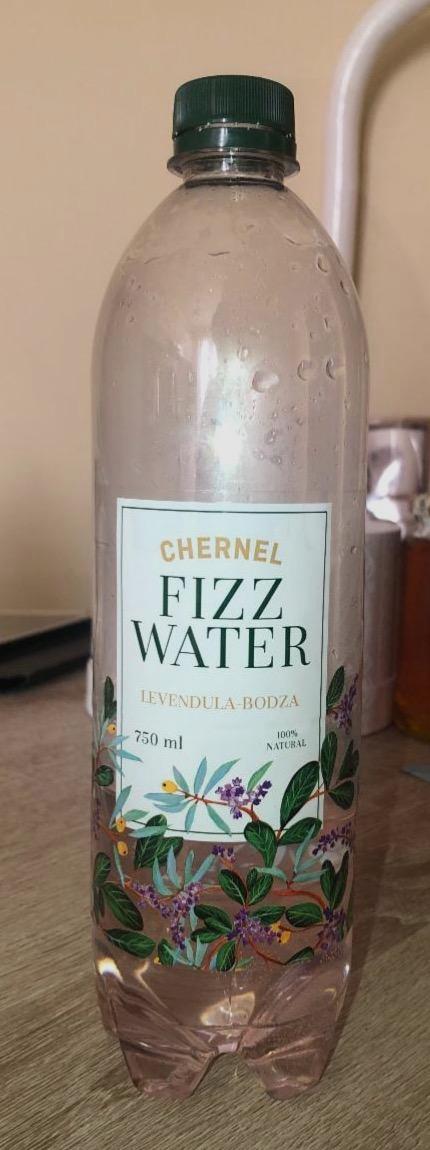 CHERNEL
FIZZ
WATER
LEVENDULA-BODZA
750 ml
100%
NATURAL